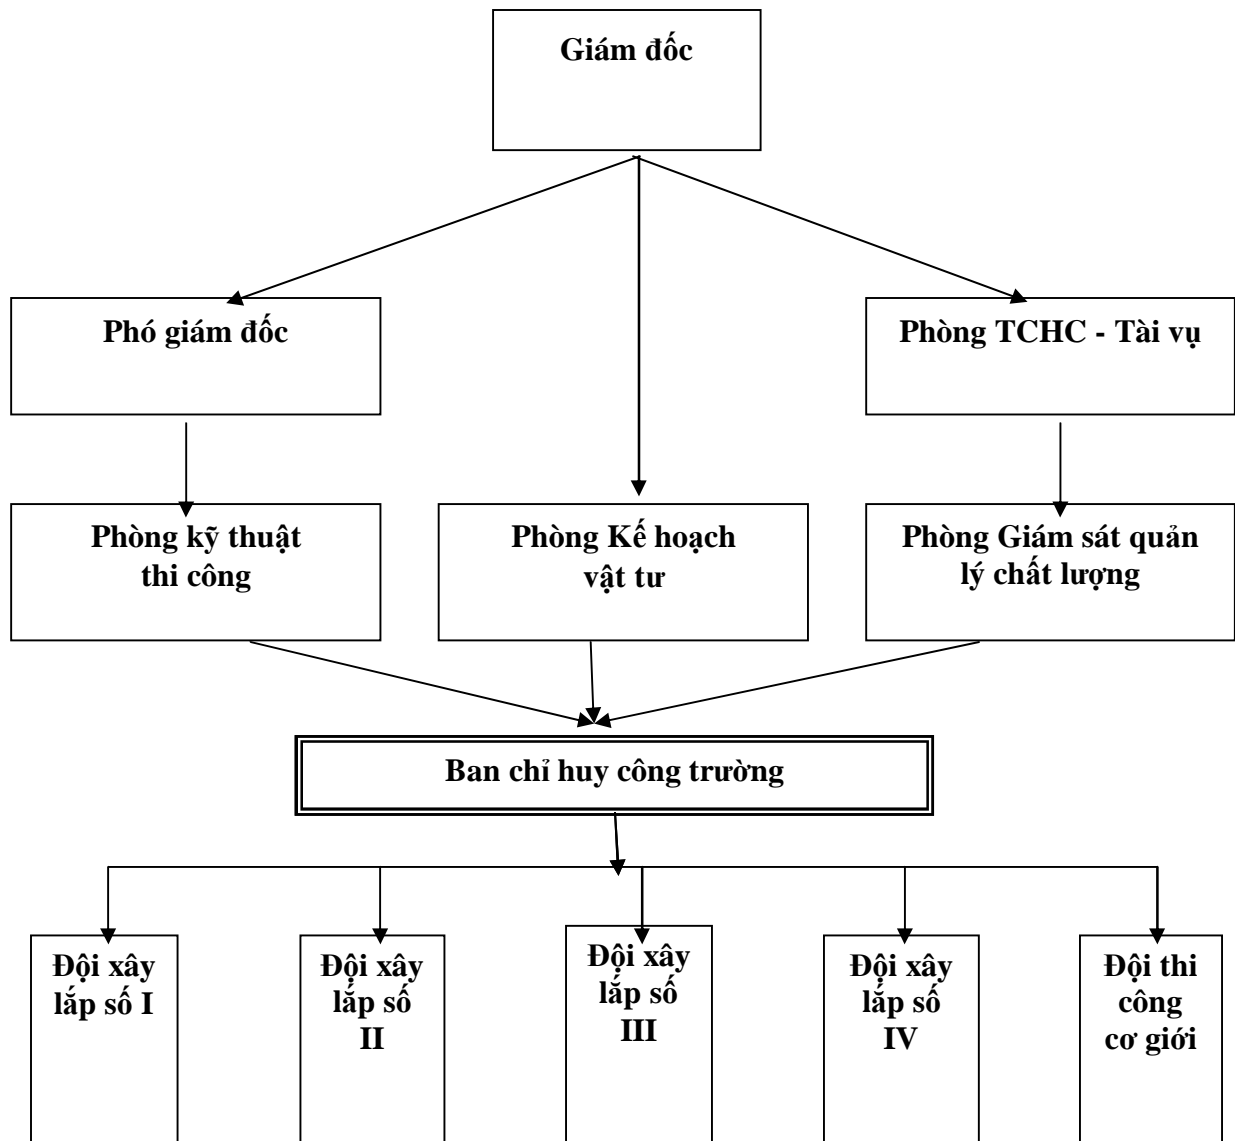 Giám đốc
Phó giám đốc
Phòng TCHC - Tài vụ
Phòng kỹ thuật
thi công
Phòng Kế hoạch
vật tư
Phòng Giám sát quản
lý chất lượng
Ban chỉ huy công trường
Đội xây
lắp số I
Đội xây
lắp số
II
Đội xây
lắp số
III
Đội xây
lắp số
IV
Đội thi
công
cơ giới